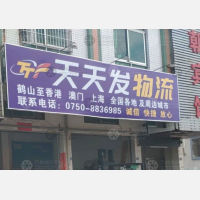 天天发物流
鹤山至香港 澳门 上海 全国各地及周边城市
联系电话：0750-8836985 诚信 快捷 放心